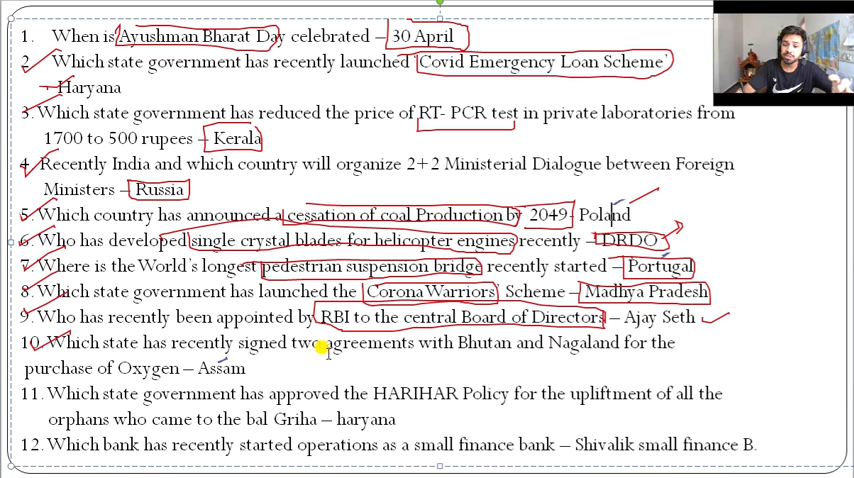 1. When is Ayushman Bharat Day celebrated – 30 April
2. Which state government has recently launched 'Covid Emergency Loan Scheme'
– Haryana
3. Which state government has reduced the price of RT- PCR test in private laboratories from
1700 to 500 rupees – Kerala
4. Recently India and which country will organize 2+2 Ministerial Dialogue between Foreign
Ministers – Russia
5. Which country has announced a cessation of coal Production by 2049- Poland
6. Who has developed single crystal blades for helicopter engines recently – DRDO
7. Where is the World's longest pedestrian suspension bridge recently started – Portugal
8. Which state government has launched the 'Corona Warriors' Scheme – Madhya Pradesh
9. Who has recently been appointed by RBI to the central Board of Directors – Ajay Seth
10. Which state has recently signed two agreements with Bhutan and Nagaland for the
purchase of Oxygen – Assam
11. Which state government has approved the HARIHAR Policy for the upliftment of all the
orphans who came to the bal Griha – haryana
12. Which bank has recently started operations as a small finance bank – Shivalik small finance B.